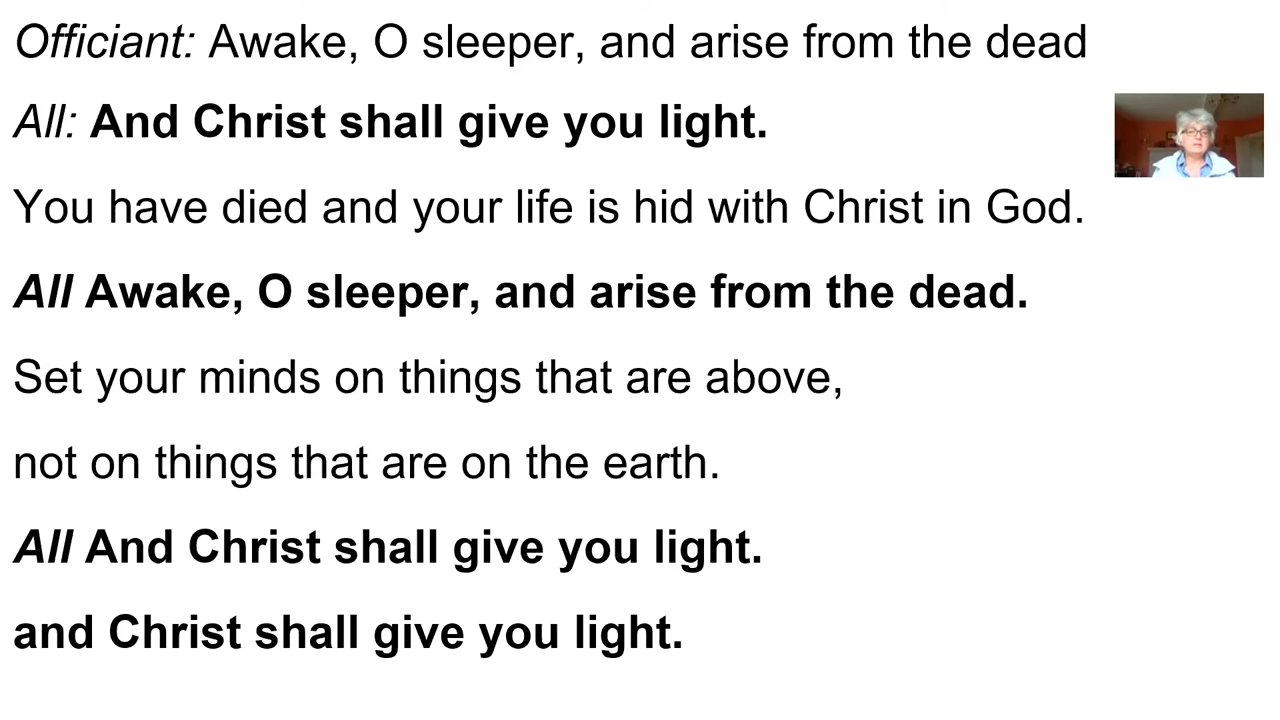 Officiant: Awake, O sleeper, and arise from the dead
All: And Christ shall give you light.
You have died and your life is hid with Christ in God.
All Awake, O sleeper, and arise from the dead.
Set your minds on things that are above,
not on things that are on the earth.
All And Christ shall give you light.
and Christ shall give you light.